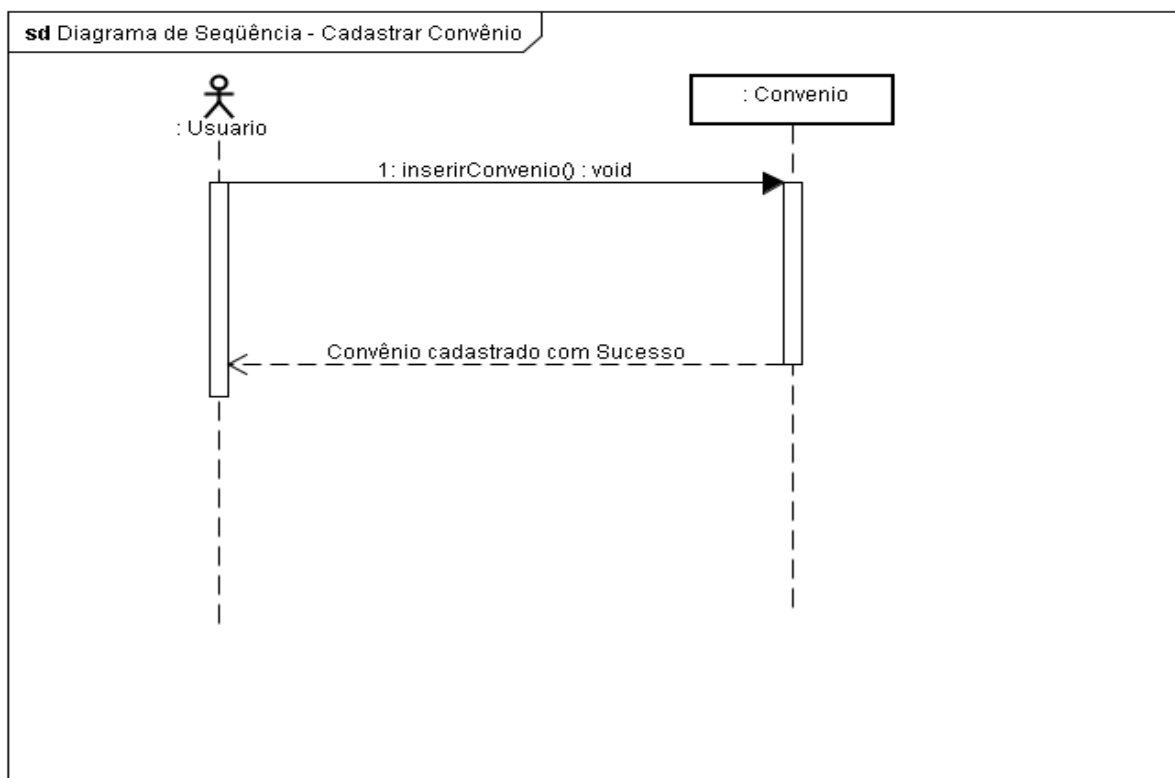 sd Diagrama de Seqüência - Cadastrar Convênio
: Usuario
: Convenio
1: inserirConvenio() : void
Convênio cadastrado com Sucesso